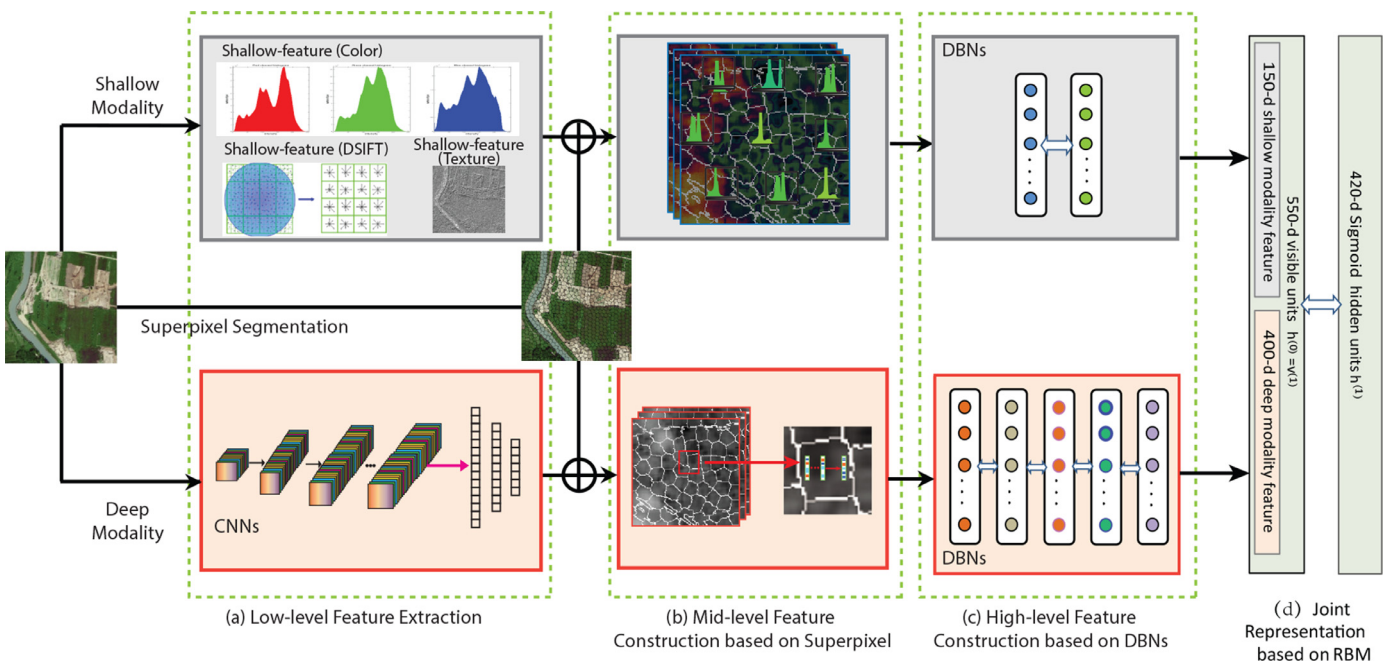 Shallow
Modality
Shallow-feature (Color)
Shallow-feature (DSIFT)
Shallow-feature
(Texture)
Superpixel Segmentation
Deep
Modality
CNNs
DBNs
DBNs
150-d shallow modality feature
400-d deep modality feature
550-d visible units h⁽⁰⁾ =v⁽¹⁾
420-d Sigmoid hidden units h⁽¹⁾
(a) Low-level Feature Extraction
(b) Mid-level Feature
Construction based on Superpixel
(c) High-level Feature
Construction based on DBNs
(d) Joint
Representation
based on RBM